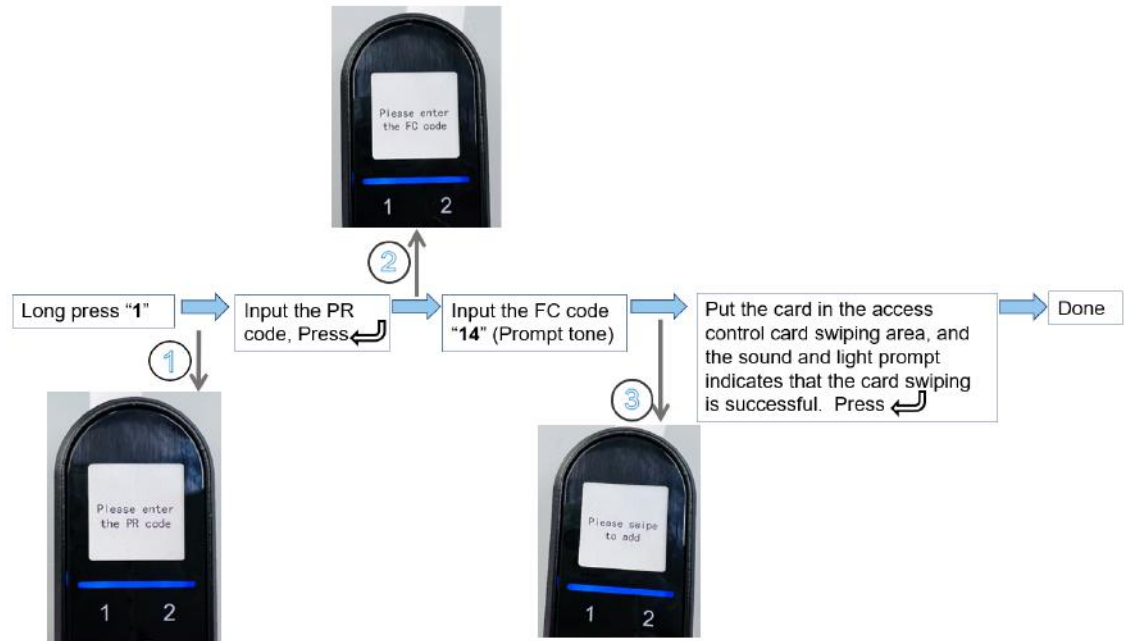 Please enter
the FC code
1 2
2
Long press “1”
Input the PR
code, Press
Input the FC code
“14” (Prompt tone)
Put the card in the access
control card swiping area, and
the sound and light prompt
indicates that the card swiping
is successful. Press
Done
1
3
Please enter
the PR code
1 2
Please swipe
to add
1 2